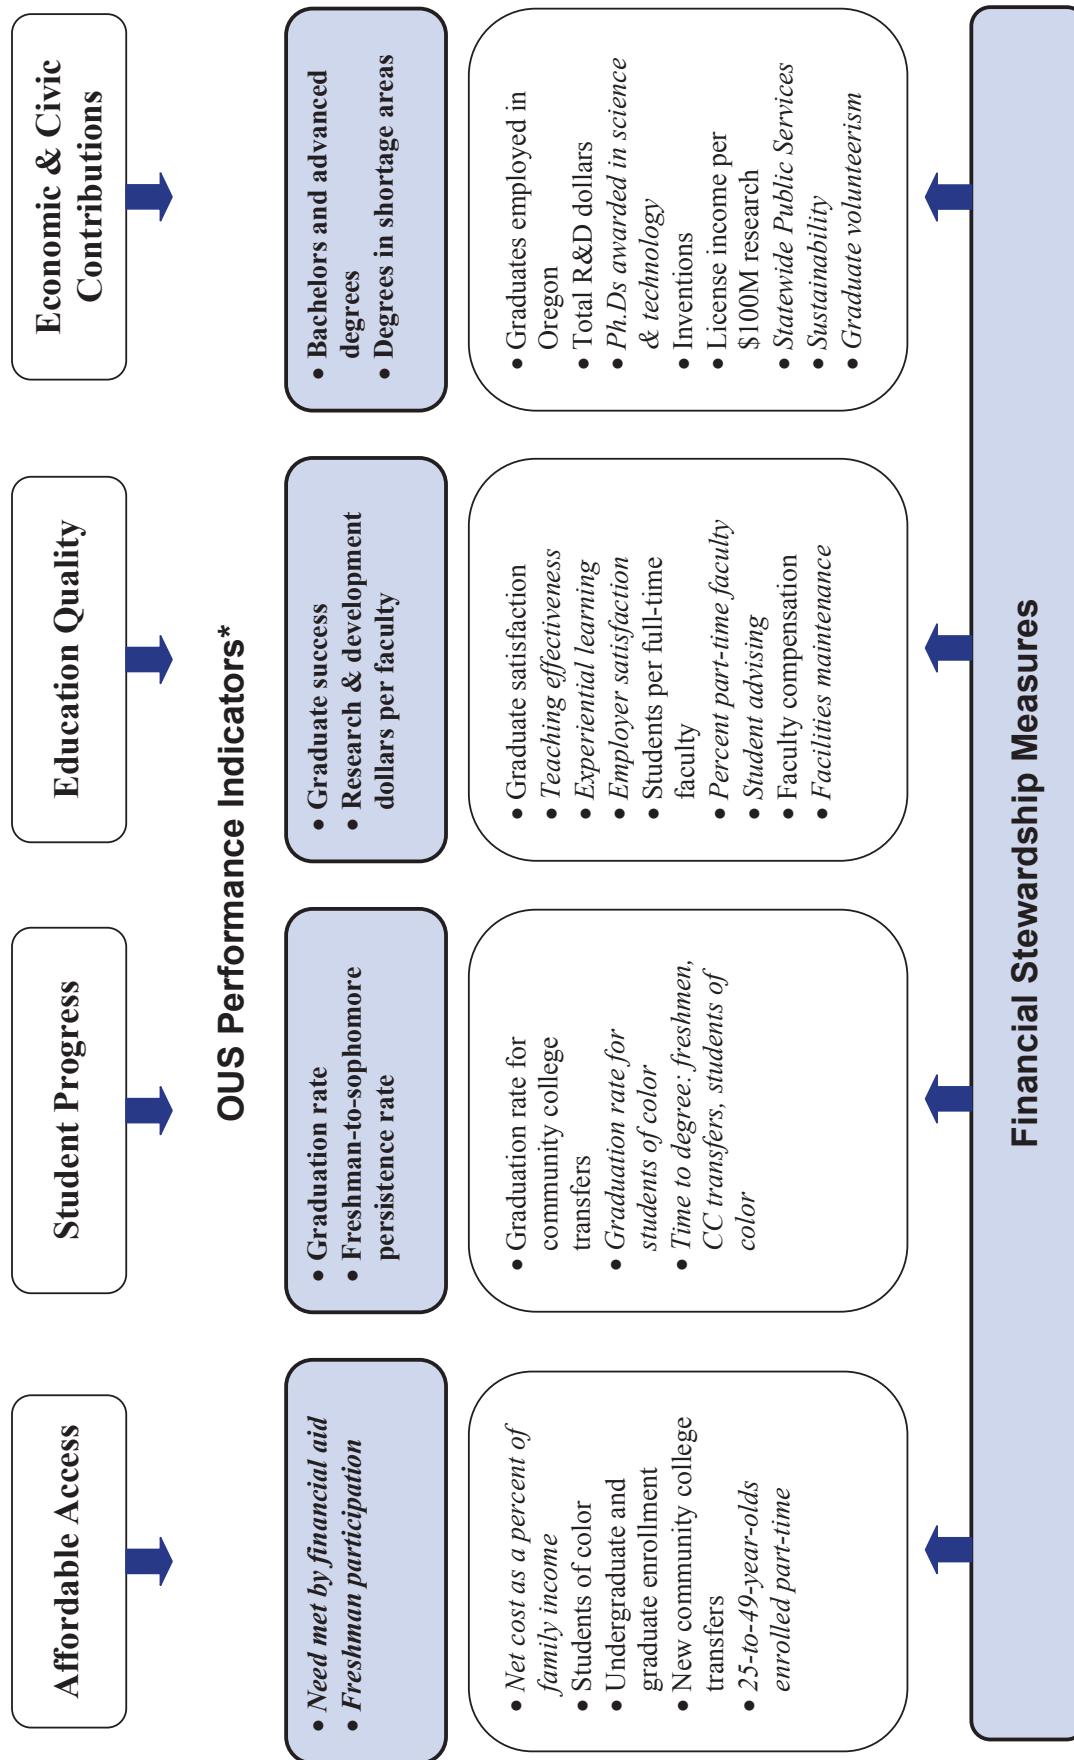 Affordable Access
Student Progress
Education Quality
Economic & Civic
Contributions
OUS Performance Indicators*
• Need met by financial aid
• Freshman participation
• Graduation rate
• Freshman-to-sophomore
persistence rate
• Graduate success
• Research & development
dollars per faculty
• Bachelors and advanced
degrees
• Degrees in shortage areas
• Net cost as a percent of
family income
• Students of color
• Undergraduate and
graduate enrollment
• New community college
transfers
• 25-to-49-year-olds
enrolled part-time
• Graduation rate for
community college
transfers
• Graduation rate for
students of color
• Time to degree: freshmen,
CC transfers, students of
color
• Graduate satisfaction
• Teaching effectiveness
• Experiential learning
• Employer satisfaction
• Students per full-time
faculty
• Percent part-time faculty
• Student advising
• Faculty compensation
• Facilities maintenance
• Graduates employed in
Oregon
• Total R&D dollars
• Ph.Ds awarded in science
& technology
• Inventions
• License income per
$100M research
• Statewide Public Services
• Sustainability
• Graduate volunteerism
Financial Stewardship Measures